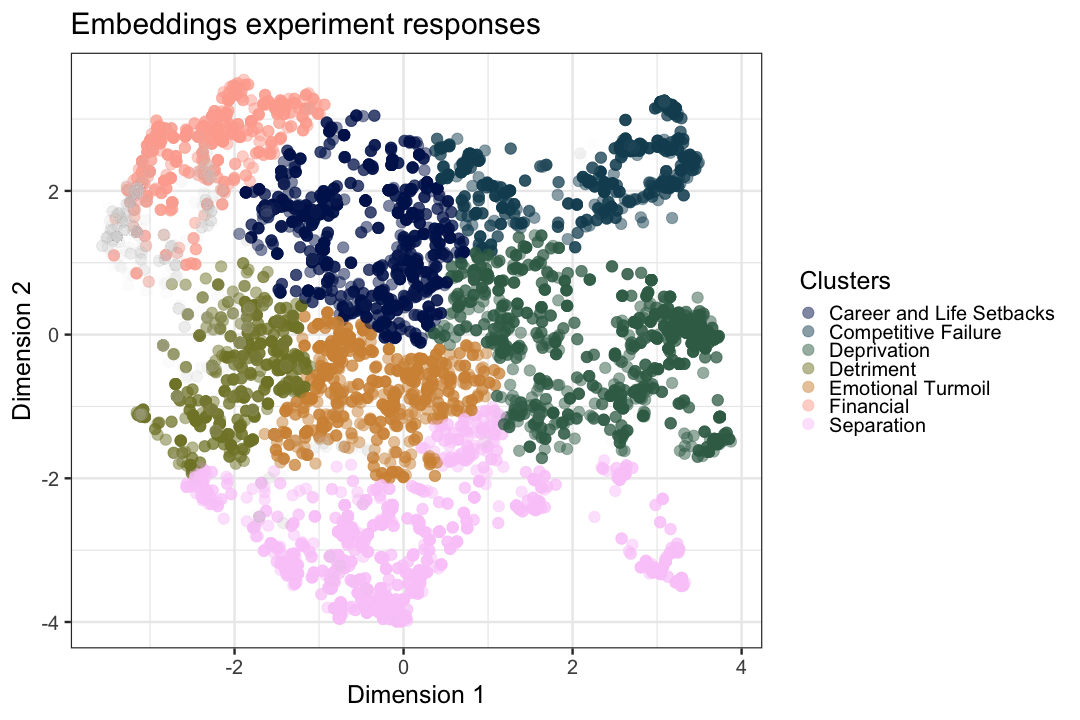 Embeddings experiment responses
Dimension 2
2
0
-2
-4
-2
0
2
4
Dimension 1
Clusters
Career and Life Setbacks
Competitive Failure
Deprivation
Detriment
Emotional Turmoil
Financial
Separation